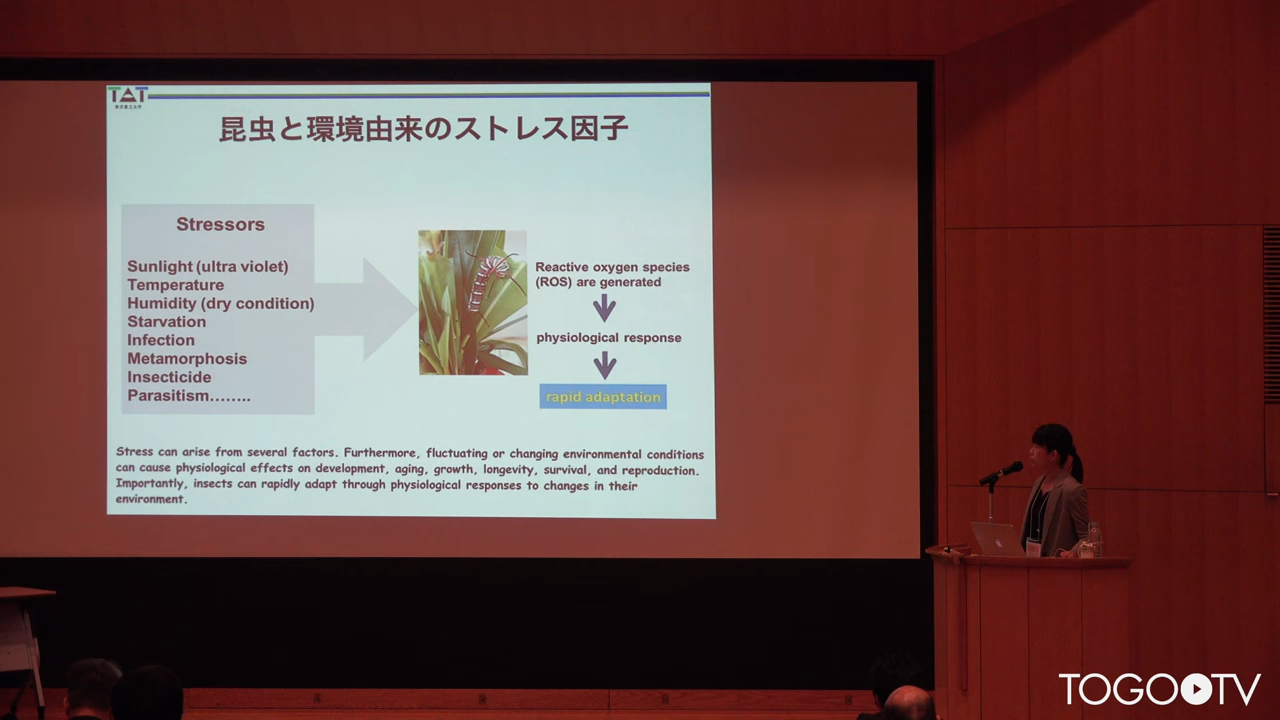 TAT
昆虫と環境由来のストレス因子
Stressors
Sunlight (ultra violet)
Temperature
Humidity (dry condition)
Starvation
Infection
Metamorphosis
Insecticide
Parasitism........
Reactive oxygen species
(ROS) are generated
physiological response
rapid adaptation
Stress can arise from several factors. Furthermore, fluctuating or changing environmental conditions
can cause physiological effects on development, aging, growth, longevity, survival, and reproduction.
Importantly, insects can rapidly adapt through physiological responses to changes in their
environment.
TOGO TV